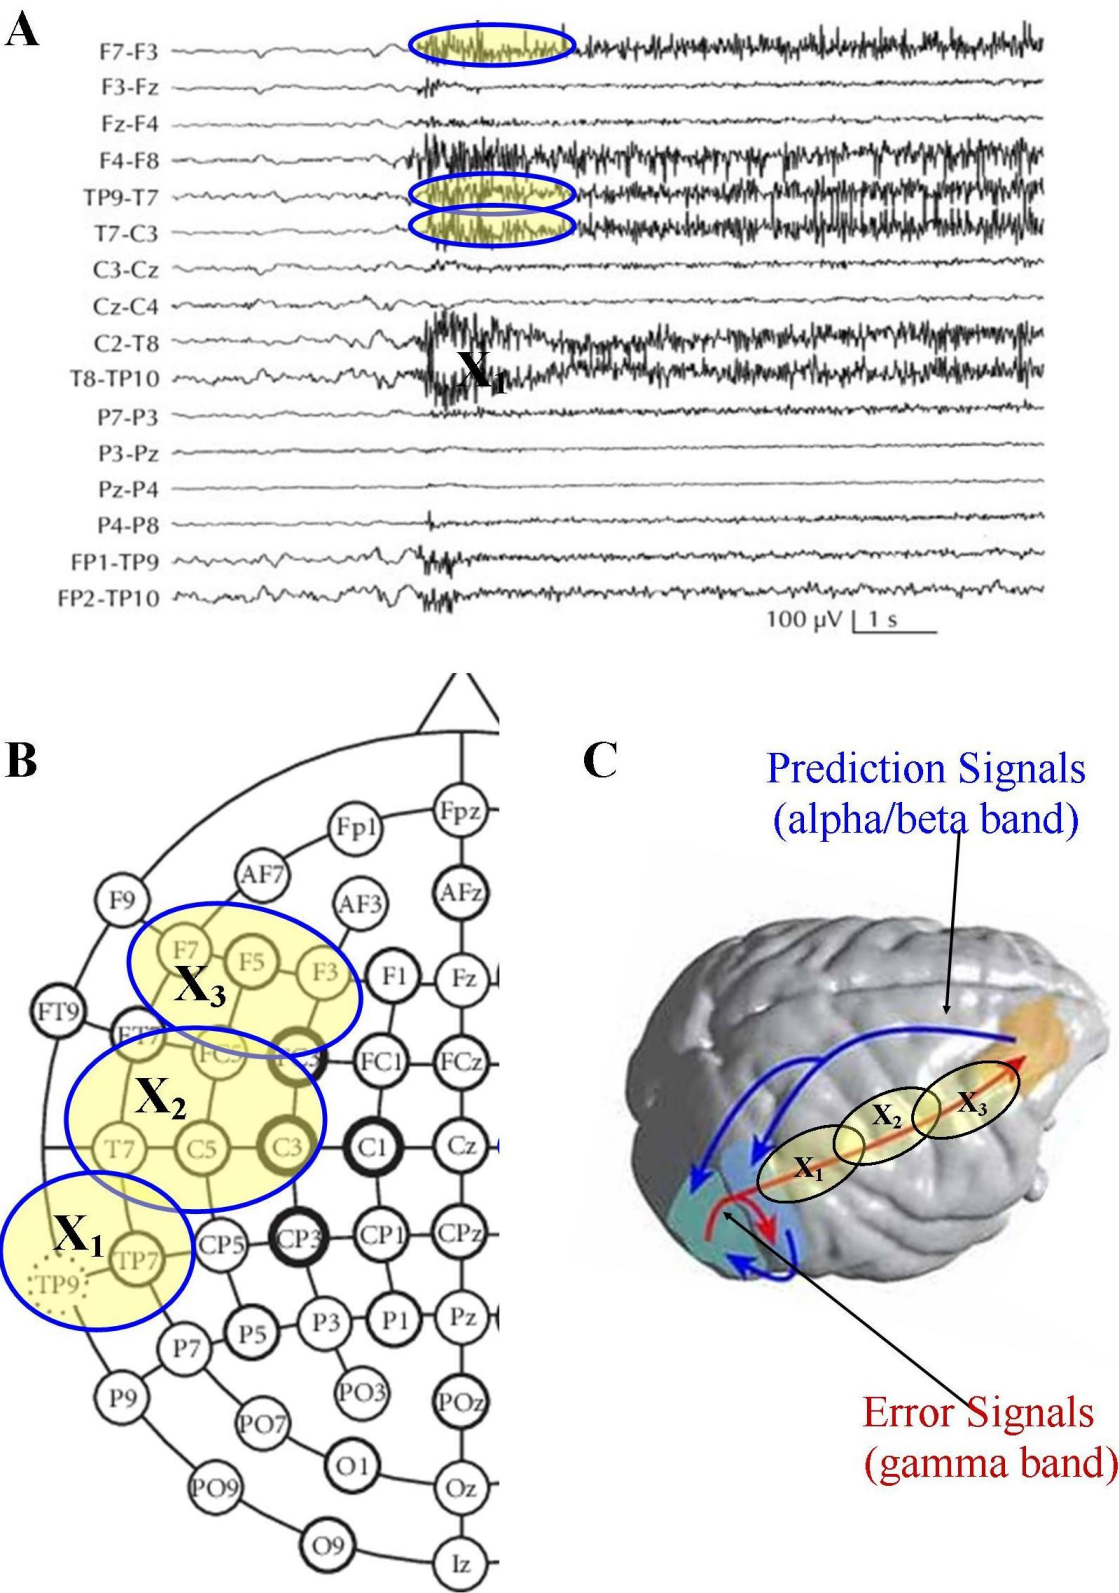 A
F7-F3
F3-Fz
Fz-F4
F4-F8
TP9-T7
T7-C3
C3-Cz
Cz-C4
C2-T8
T8-TP10
X1
P7-P3
P3-Pz
Pz-P4
P4-P8
FP1-TP9
FP2-TP10
100 µV 1 s
B
Fpz
Fp1
AF7
AFz
F9
AF3
F7
F5
F3
F1
Fz
X3
FT9
FT7
FC5
FC3
FC1
FCz
X2
T7
C5
C3
C1
Cz
X1
TP9
TP7
CP5
CP3
CP1
CPz
P7
P5
P3
P1
Pz
P9
PO3
POz
PO7
O1
PO9
Oz
O9
Iz
C
Prediction Signals
(alpha/beta band)
X1
X2
X3
Error Signals
(gamma band)